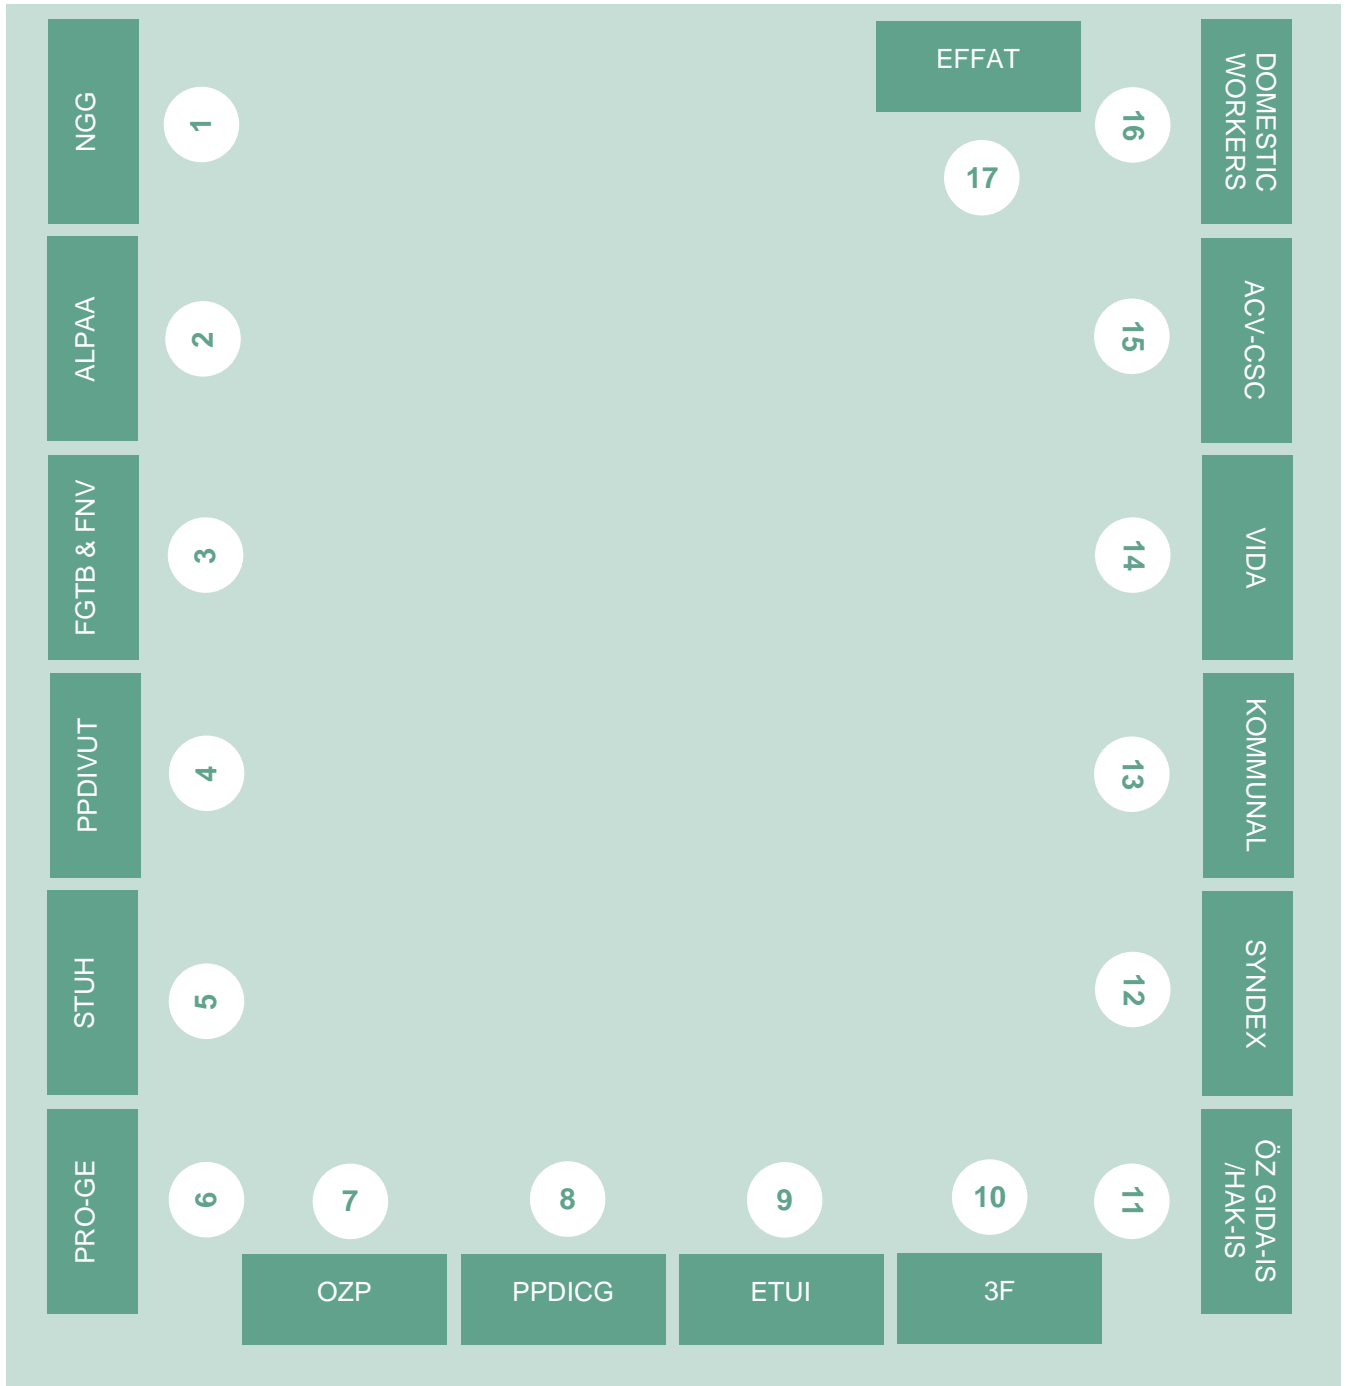 NGG
1
ALPAA
2
FGTB & FNV
3
PPDIVUT
4
STUH
5
PRO-GE
6
7
OZP
8
PPDICG
9
ETUI
10
3F
11
ÖZ GIDA-IS
/HAK-IS
12
SYNDEX
13
KOMMUNAL
14
VIDA
15
ACV-CSC
16
DOMESTIC
WORKERS
EFFAT
17